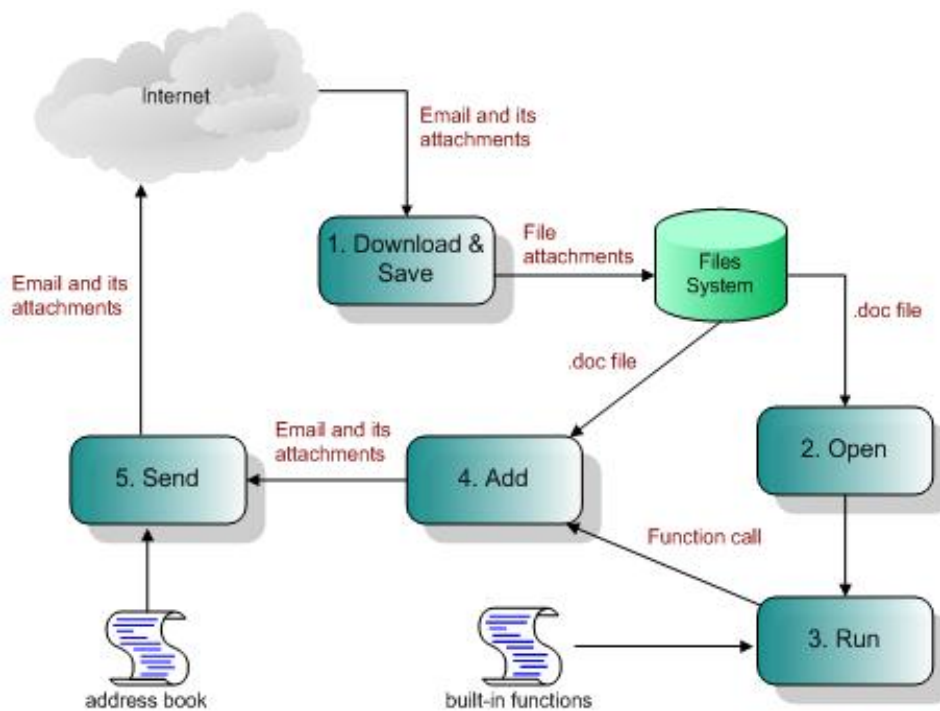 Internet
Email and its
attachments
1. Download &
Save
File
attachments
Files
System
.doc file
.doc file
Email and its
attachments
2. Open
Email and its
attachments
5. Send
4. Add
Function call
3. Run
address book
built-in functions